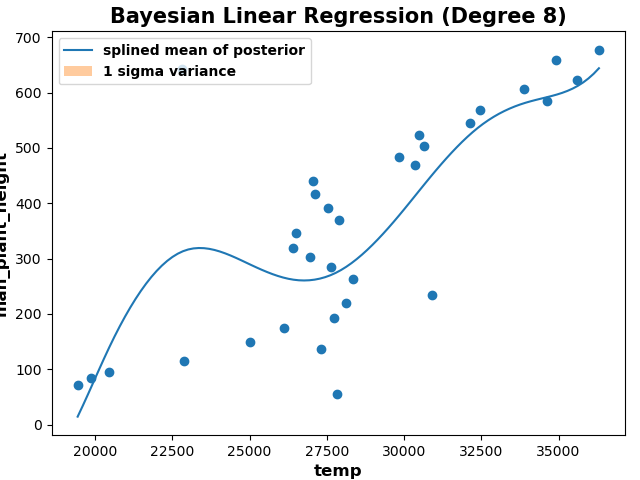 Bayesian Linear Regression (Degree 8)
splined mean of posterior
1 sigma variance
700
600
500
400
300
200
100
0
main_plant_height
20000 22500 25000 27500 30000 32500 35000
temp